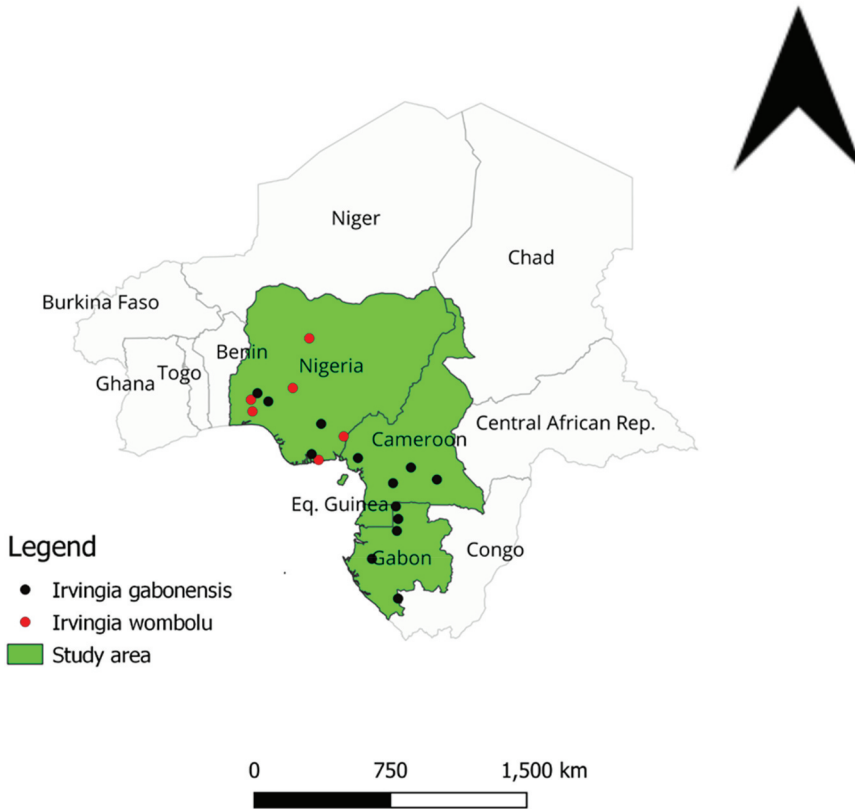 Niger
Chad
Burkina Faso
Benin
Nigeria
Togo
Ghana
Central African Rep.
Cameroon
Eq. Guinea
Congo
Gabon
Legend
Irvingia gabonensis
Irvingia wombolu
Study area
0 750 1,500 km